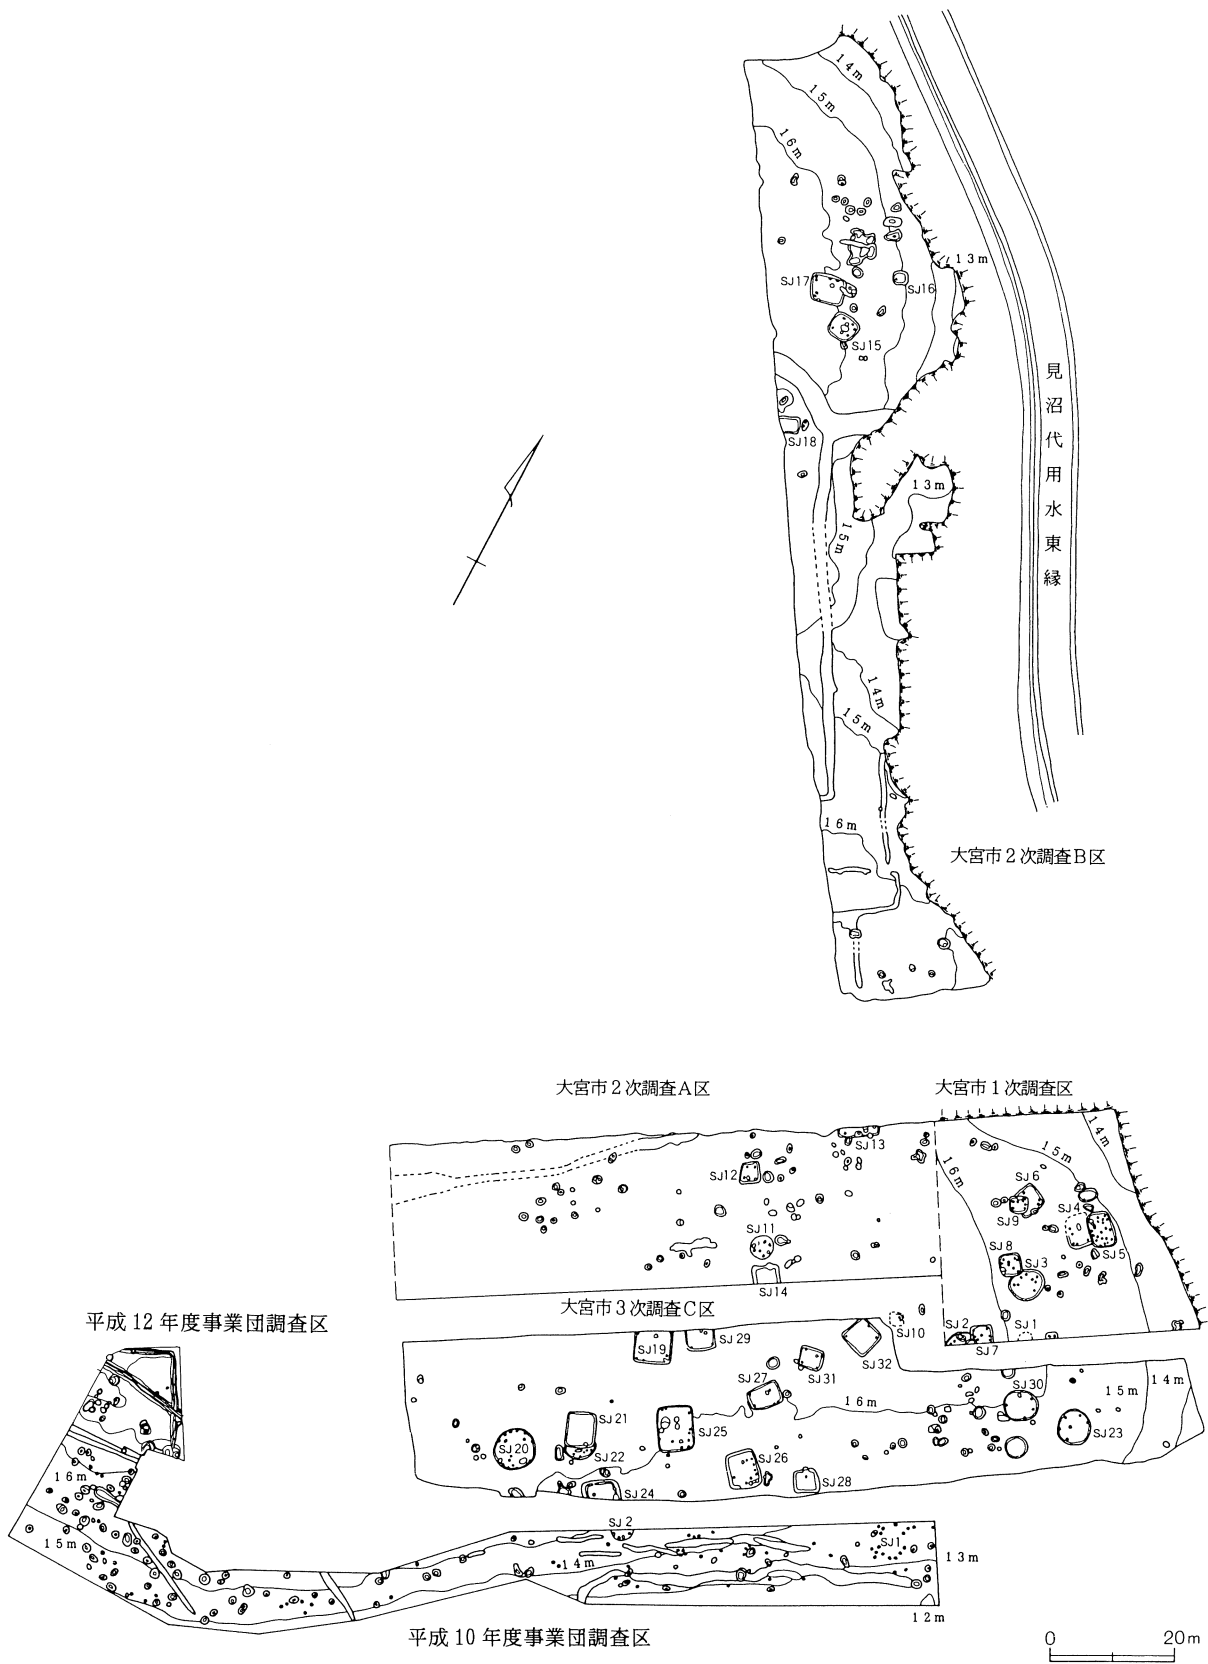 14m
15m
16m
13m
SJ17
SJ16
SJ15
見沼代用水東縁
SJ18
13m
15m
14m
15m
16m
大宮市2次調査B区
大宮市2次調査A区
大宮市1次調査区
SJ13
14m
15m
16m
SJ12
SJ6
SJ9
SJ4
SJ5
SJ11
SJ8
SJ3
SJ14
大宮市3次調査C区
SJ10
SJ2
SJ1
SJ7
平成12年度事業団調査区
SJ19
SJ29
SJ32
SJ31
SJ27
SJ30
16m
15m
14m
SJ21
SJ25
SJ20
SJ22
SJ23
SJ26
SJ28
SJ24
16m
15m
SJ2
SJ1
14m
13m
12m
平成10年度事業団調査区
0 20m